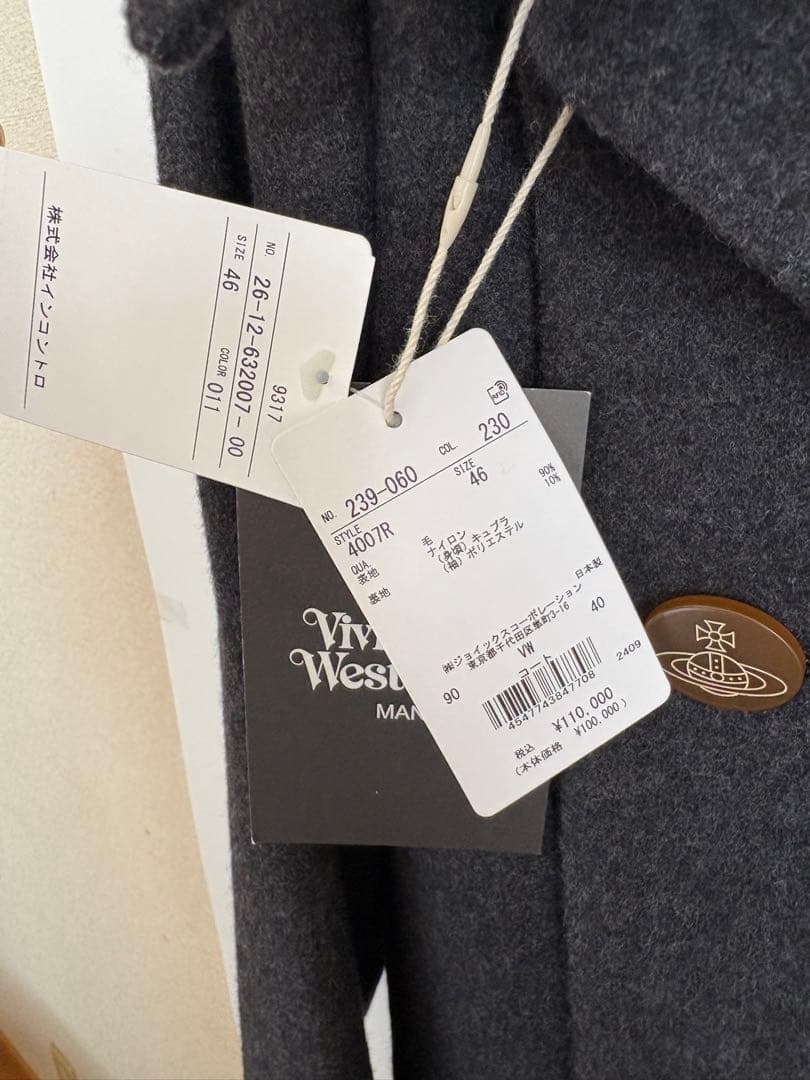 株式会社インコントロ
SIZE 46 COLOR 011
NO. 26-12-632007-00
9317
RFID
NO. 239-060 COL. 230
STYLE SIZE
4007R 46
QUA.
表地 毛 90%
ナイロン 10%
裏地 (身頃) キュプラ
(袖) ポリエステル
日本製
㈱ジョイックスコーポレーション
東京都千代田区隼町3-16 40
VW
90 コート 2409
4547743847708
税込 ¥110,000
(本体価格 ¥100,000)
Viv
West
MAN